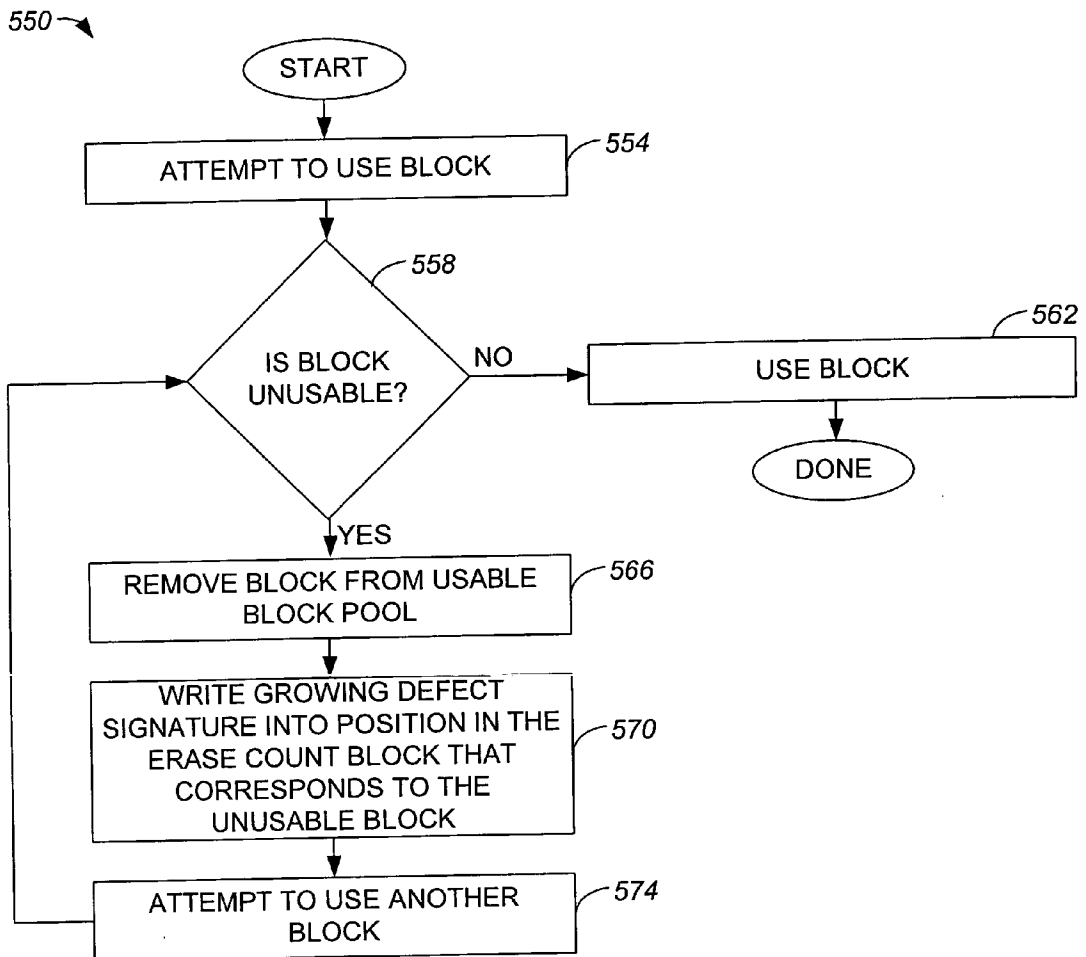 550
START
554
ATTEMPT TO USE BLOCK
558
IS BLOCK
UNUSABLE?
NO
562
USE BLOCK
DONE
YES
566
REMOVE BLOCK FROM USABLE
BLOCK POOL
WRITE GROWING DEFECT
SIGNATURE INTO POSITION IN THE
ERASE COUNT BLOCK THAT
CORRESPONDS TO THE
UNUSABLE BLOCK
570
574
ATTEMPT TO USE ANOTHER
BLOCK